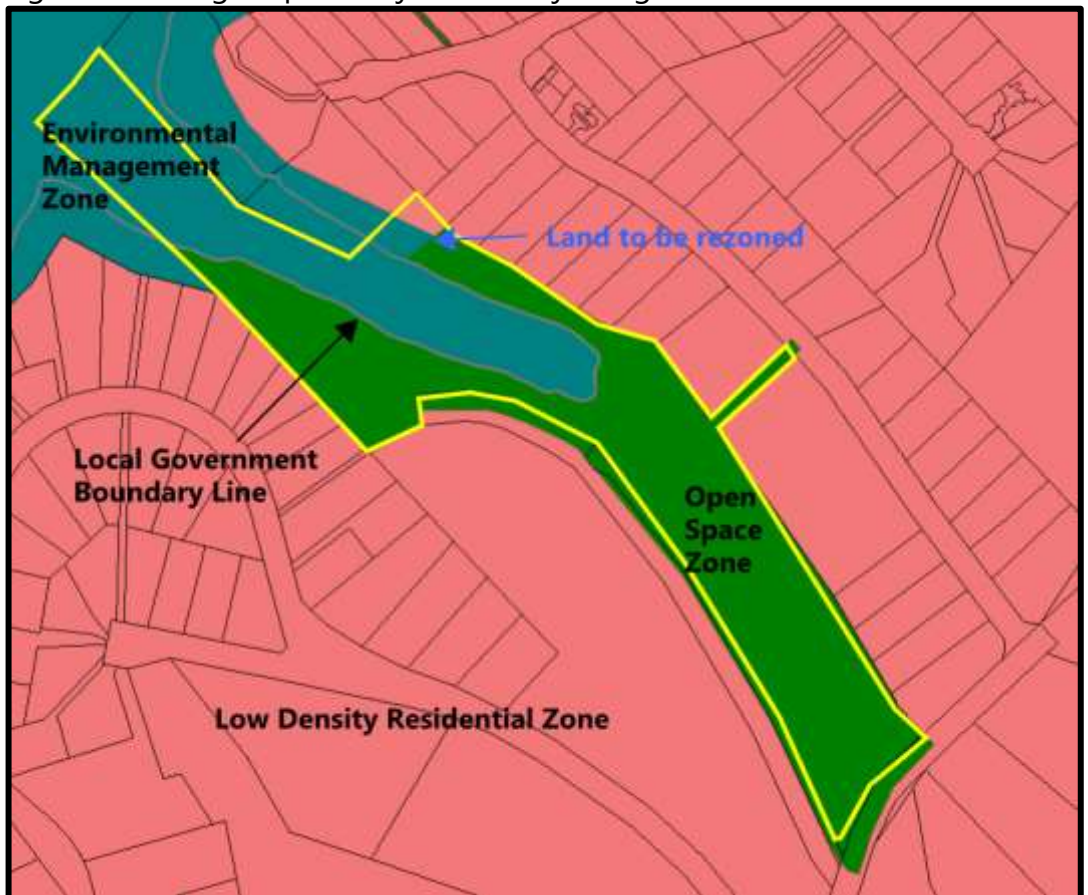 Environmental
Management
Zone
Land to be rezoned
Local Government
Boundary Line
Open
Space
Zone
Low Density Residential Zone